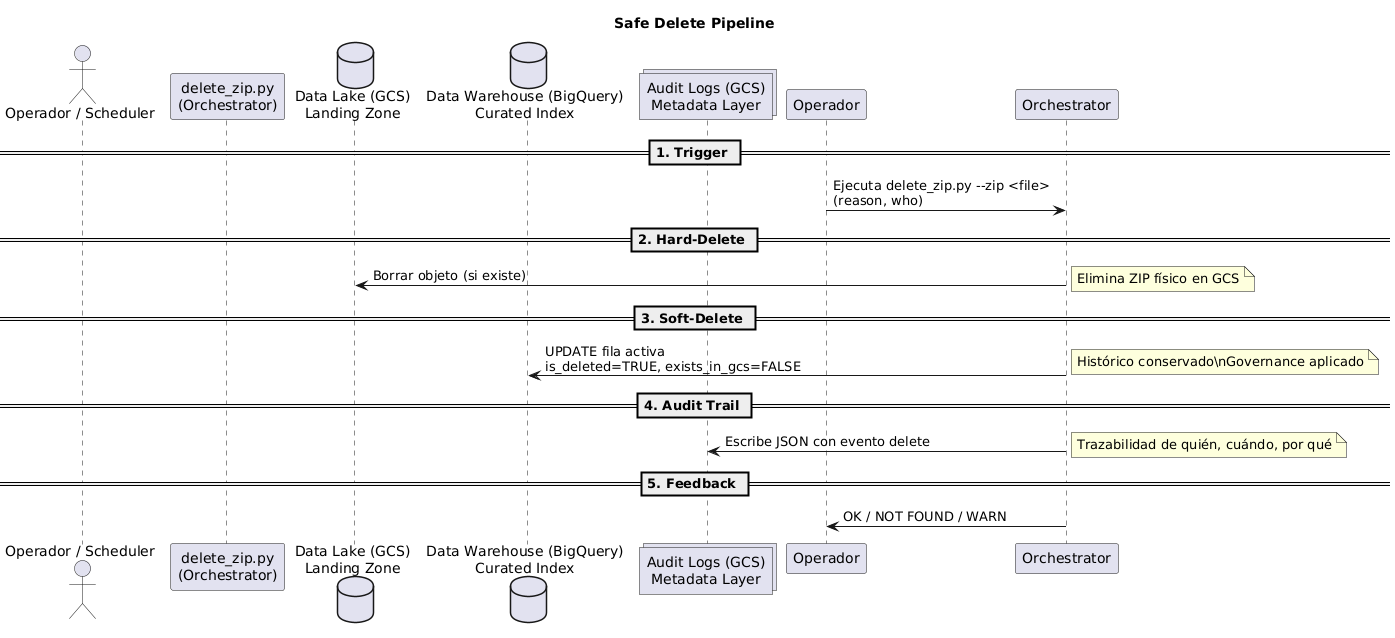 Safe Delete Pipeline
Operador / Scheduler
delete_zip.py
(Orchestrator)
Data Lake (GCS)
Landing Zone
Data Warehouse (BigQuery)
Curated Index
Audit Logs (GCS)
Metadata Layer
Operador
Orchestrator
1. Trigger
Ejecuta delete_zip.py --zip <file>
(reason, who)
2. Hard-Delete
Borrar objeto (si existe)
Elimina ZIP físico en GCS
3. Soft-Delete
UPDATE fila activa
is_deleted=TRUE, exists_in_gcs=FALSE
Histórico conservado\nGovernance aplicado
4. Audit Trail
Escribe JSON con evento delete
Trazabilidad de quién, cuándo, por qué
5. Feedback
OK / NOT FOUND / WARN
Operador / Scheduler
delete_zip.py
(Orchestrator)
Data Lake (GCS)
Landing Zone
Data Warehouse (BigQuery)
Curated Index
Audit Logs (GCS)
Metadata Layer
Operador
Orchestrator